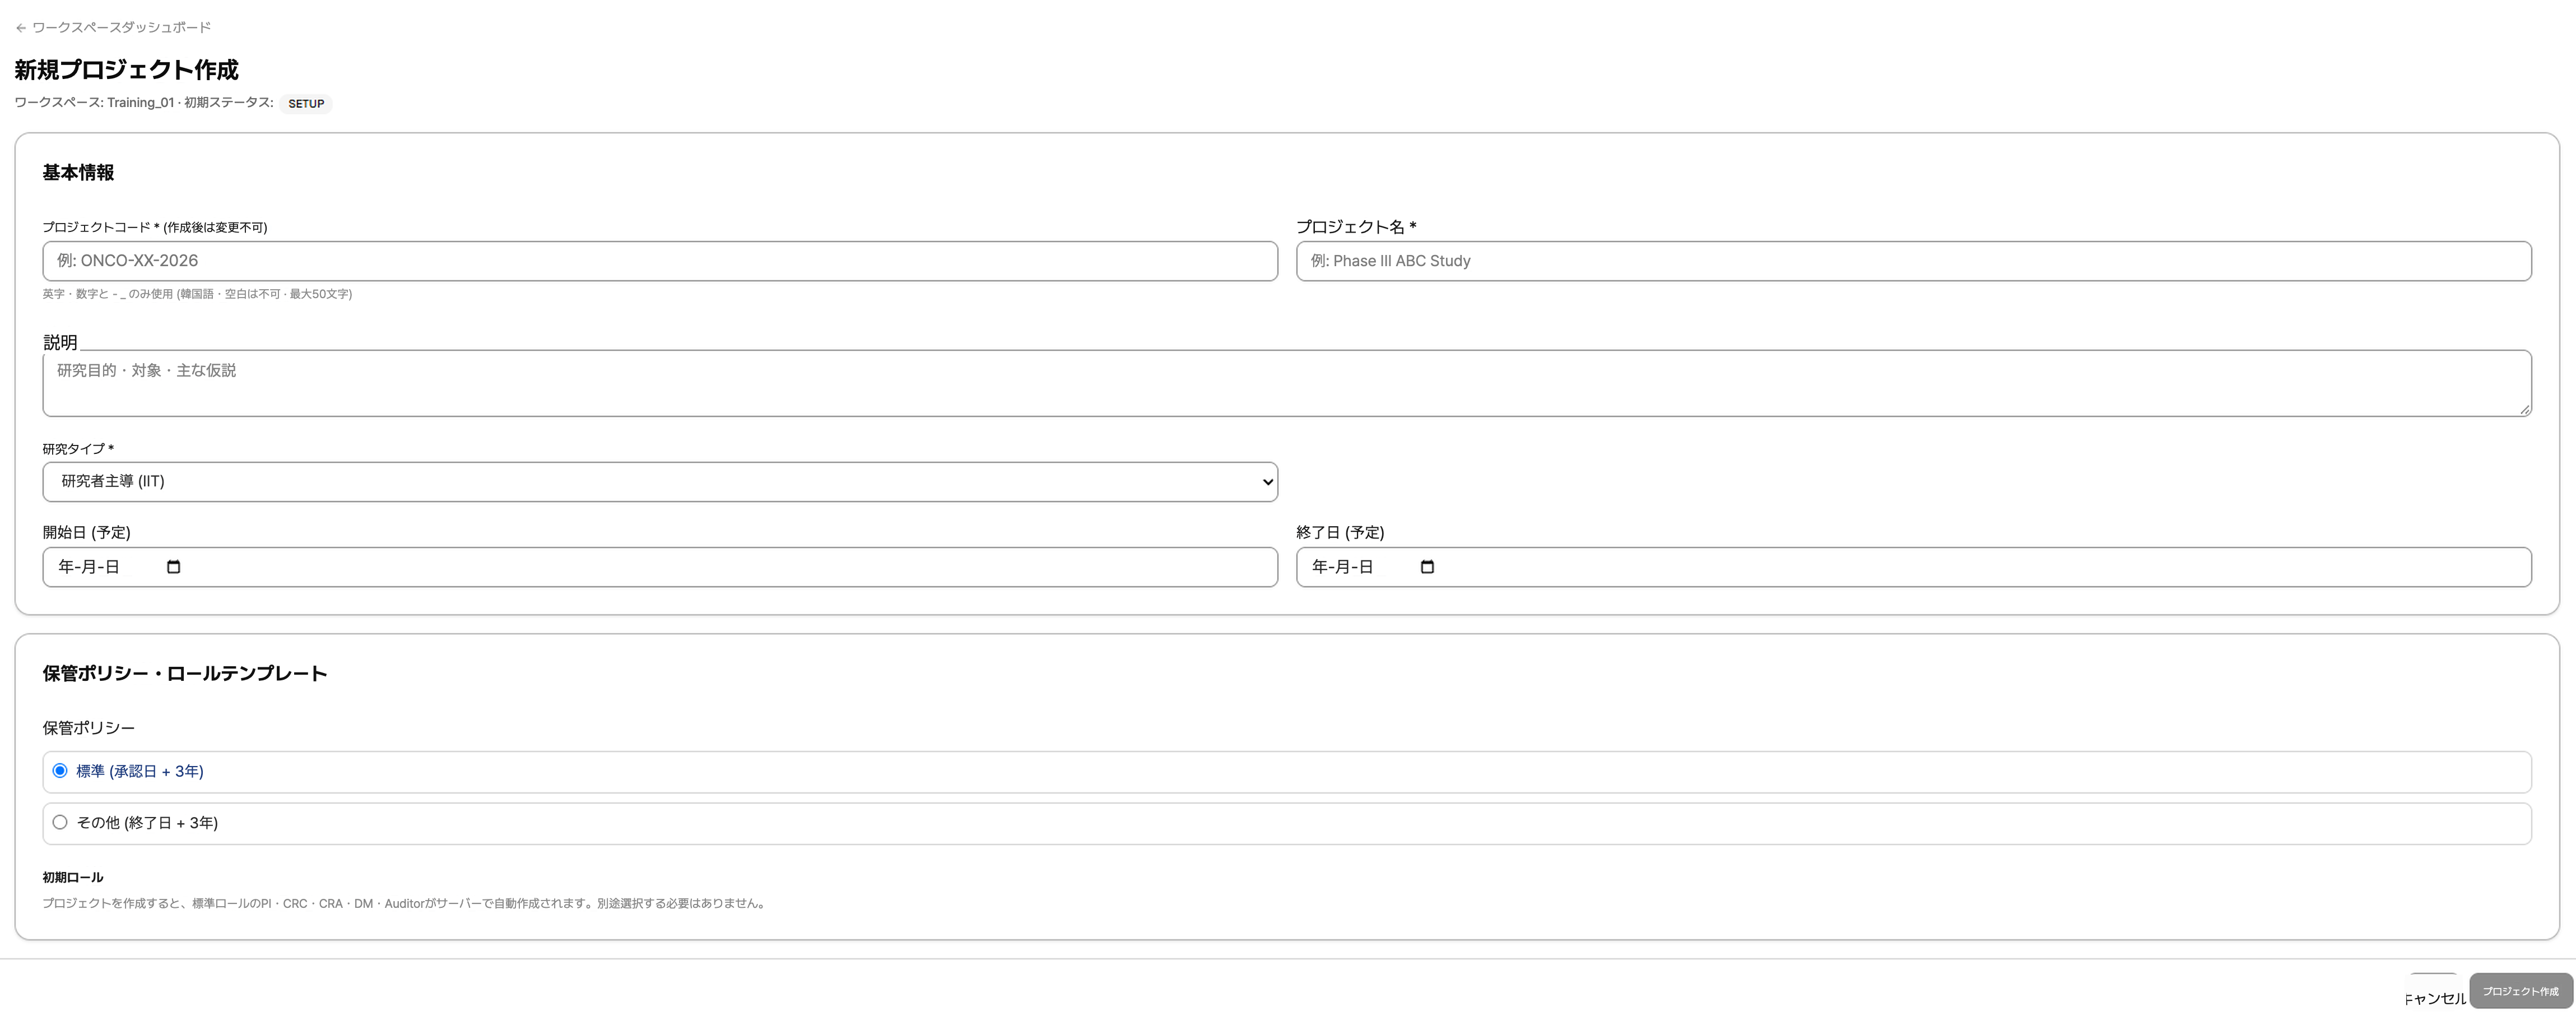 ← ワークスペースダッシュボード
新規プロジェクト作成
ワークスペース: Training_01 · 初期ステータス: SETUP
基本情報
プロジェクトコード * (作成後は変更不可)
例: ONCO-XX-2026
英字・数字と - _ のみ使用 (韓国語・空白は不可 · 最大50文字)
プロジェクト名 *
例: Phase III ABC Study
説明
研究目的・対象・主な仮説
研究タイプ *
研究者主導 (IIT)
開始日 (予定)
年-月-日
終了日 (予定)
年-月-日
保管ポリシー・ロールテンプレート
保管ポリシー
標準 (承認日 + 3年)
その他 (終了日 + 3年)
初期ロール
プロジェクトを作成すると、標準ロールのPI・CRC・CRA・DM・Auditorがサーバーで自動作成されます。別途選択する必要はありません。
キャンセル
プロジェクト作成